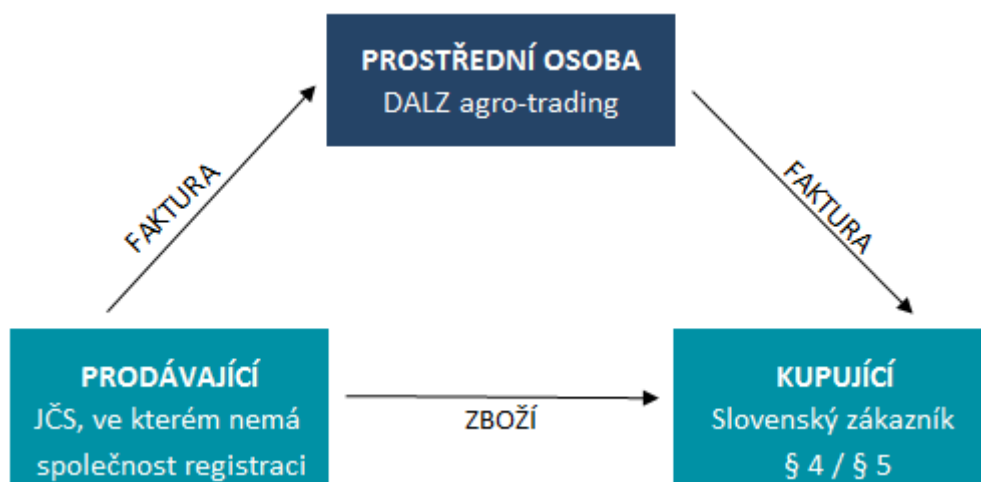 PROSTŘEDNÍ OSOBA
DALZ agro-trading
FAKTURA
FAKTURA
PRODÁVAJÍCÍ
JČS, ve kterém nemá
společnost registraci
ZBOŽÍ
KUPUJÍCÍ
Slovenský zákazník
§ 4 / § 5